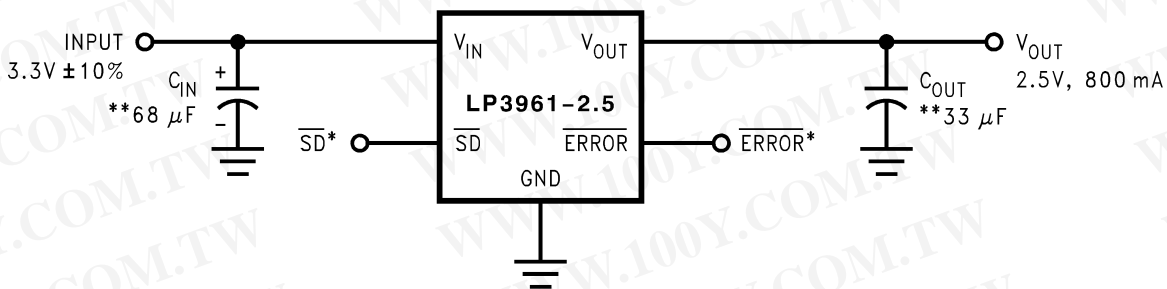 INPUT
3.3V ±10%
C_IN
**68 μF
+
−
V_IN
V_OUT
LP3961-2.5
SD*
SD
ERROR
ERROR*
GND
C_OUT
**33 μF
V_OUT
2.5V, 800 mA
WWW.100Y.COM.TW